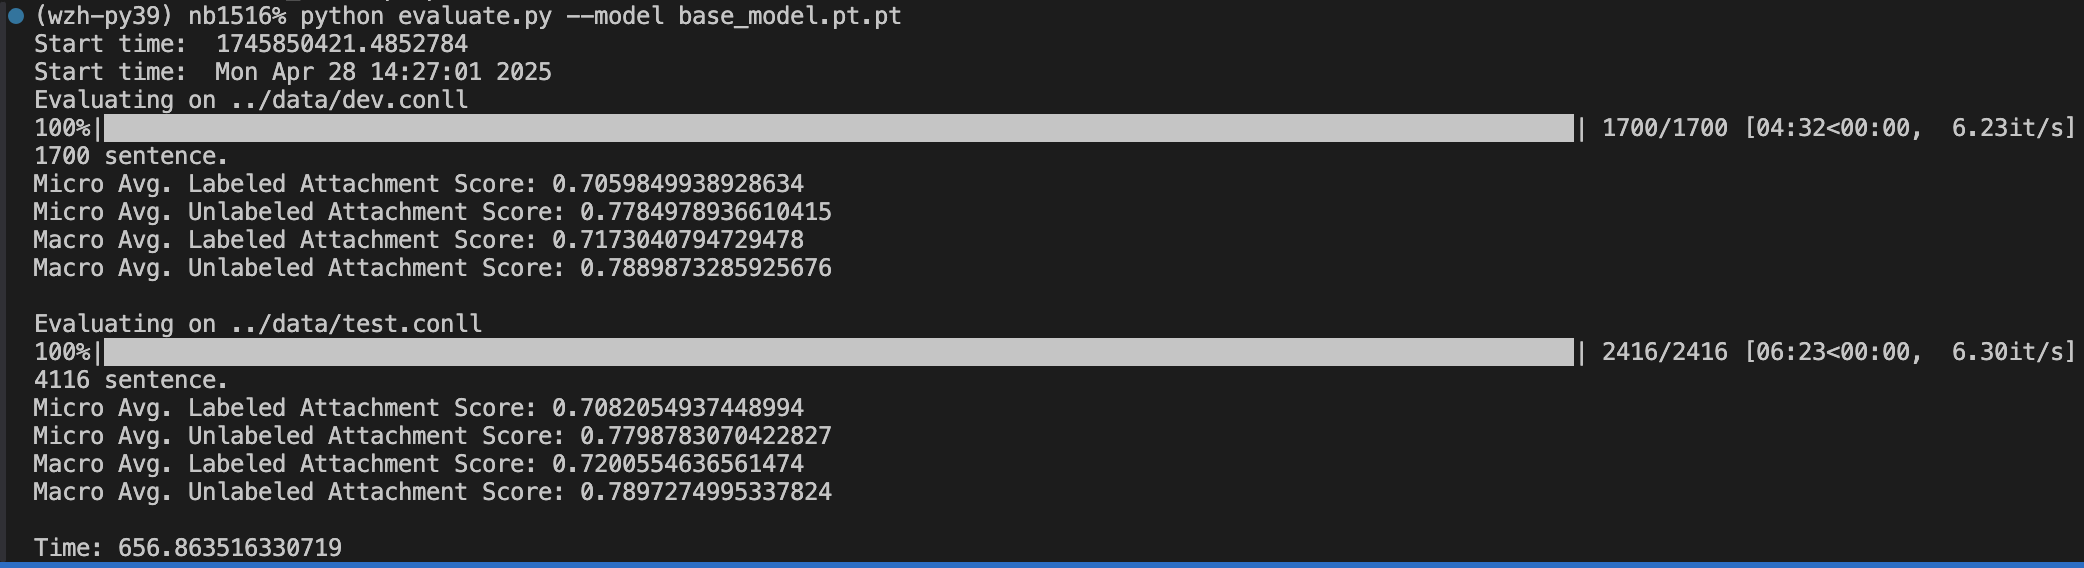 (wzh-py39) nb1516% python evaluate.py --model base_model.pt.pt
Start time:  1745850421.4852784
Start time:  Mon Apr 28 14:27:01 2025
Evaluating on ../data/dev.conll
100%|██████████| 1700/1700 [04:32<00:00,  6.23it/s]
1700 sentence.
Micro Avg. Labeled Attachment Score: 0.7059849938928634
Micro Avg. Unlabeled Attachment Score: 0.7784978936610415
Macro Avg. Labeled Attachment Score: 0.7173040794729478
Macro Avg. Unlabeled Attachment Score: 0.7889873285925676
Evaluating on ../data/test.conll
100%|██████████| 2416/2416 [06:23<00:00,  6.30it/s]
4116 sentence.
Micro Avg. Labeled Attachment Score: 0.7082054937448994
Micro Avg. Unlabeled Attachment Score: 0.7798783070422827
Macro Avg. Labeled Attachment Score: 0.7200554636561474
Macro Avg. Unlabeled Attachment Score: 0.7897274995337824
Time: 656.863516330719